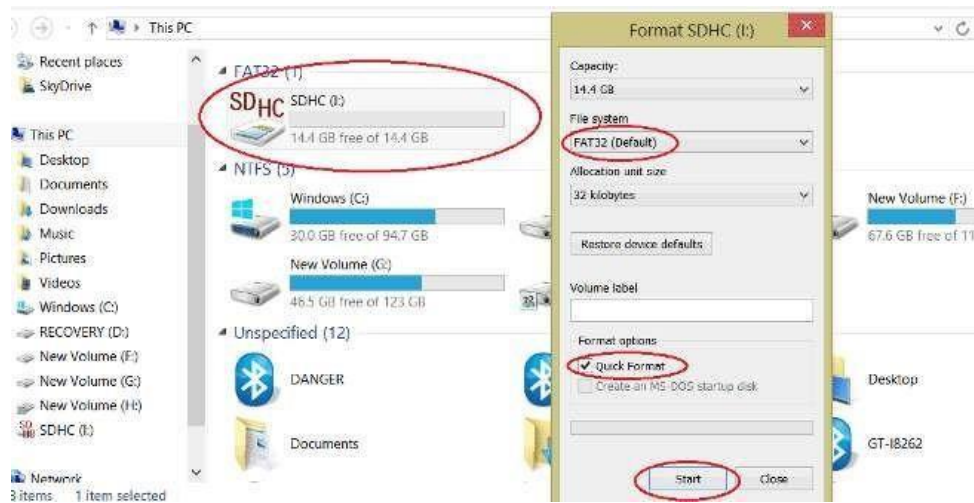 This PC
Format SDHC (I:)
Recent places
SkyDrive
This PC
Desktop
Documents
Downloads
Music
Pictures
Videos
Windows (C:)
RECOVERY (D:)
New Volume (F:)
New Volume (G:)
New Volume (H:)
SDHC (I:)
Network
items 1 item selected
FAT32 (1)
SDHC
SDHC (I:)
14.4 GB free of 14.4 GB
NTFS (5)
Windows (C:)
30.0 GB free of 94.7 GB
New Volume (G:)
46.5 GB free of 123 GB
Unspecified (12)
DANGER
Documents
Capacity:
14.4 GB
File system
FAT32 (Default)
Allocation unit size
32 kilobytes
Restore device defaults
Volume label
Format options
Quick Format
Create an MS-DOS startup disk
Start Close
New Volume (F:)
67.6 GB free of 11
Desktop
GT-I8262